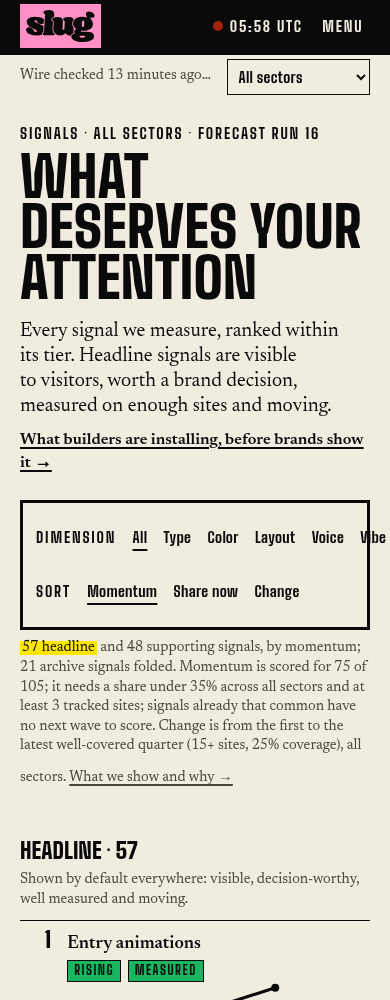 slug
05:58 UTC MENU
Wire checked 13 minutes ago… All sectors
SIGNALS · ALL SECTORS · FORECAST RUN 16
WHAT
DESERVES YOUR
ATTENTION
Every signal we measure, ranked within
its tier. Headline signals are visible
to visitors, worth a brand decision,
measured on enough sites and moving.
What builders are installing, before brands show
it →
DIMENSION All Type Color Layout Voice Vibe
SORT Momentum Share now Change
57 headline and 48 supporting signals, by momentum;
21 archive signals folded. Momentum is scored for 75 of
105; it needs a share under 35% across all sectors and at
least 3 tracked sites; signals already that common have
no next wave to score. Change is from the first to the
latest well-covered quarter (15+ sites, 25% coverage), all
sectors. What we show and why →
HEADLINE · 57
Shown by default everywhere: visible, decision-worthy,
well measured and moving.
1 Entry animations
RISING MEASURED